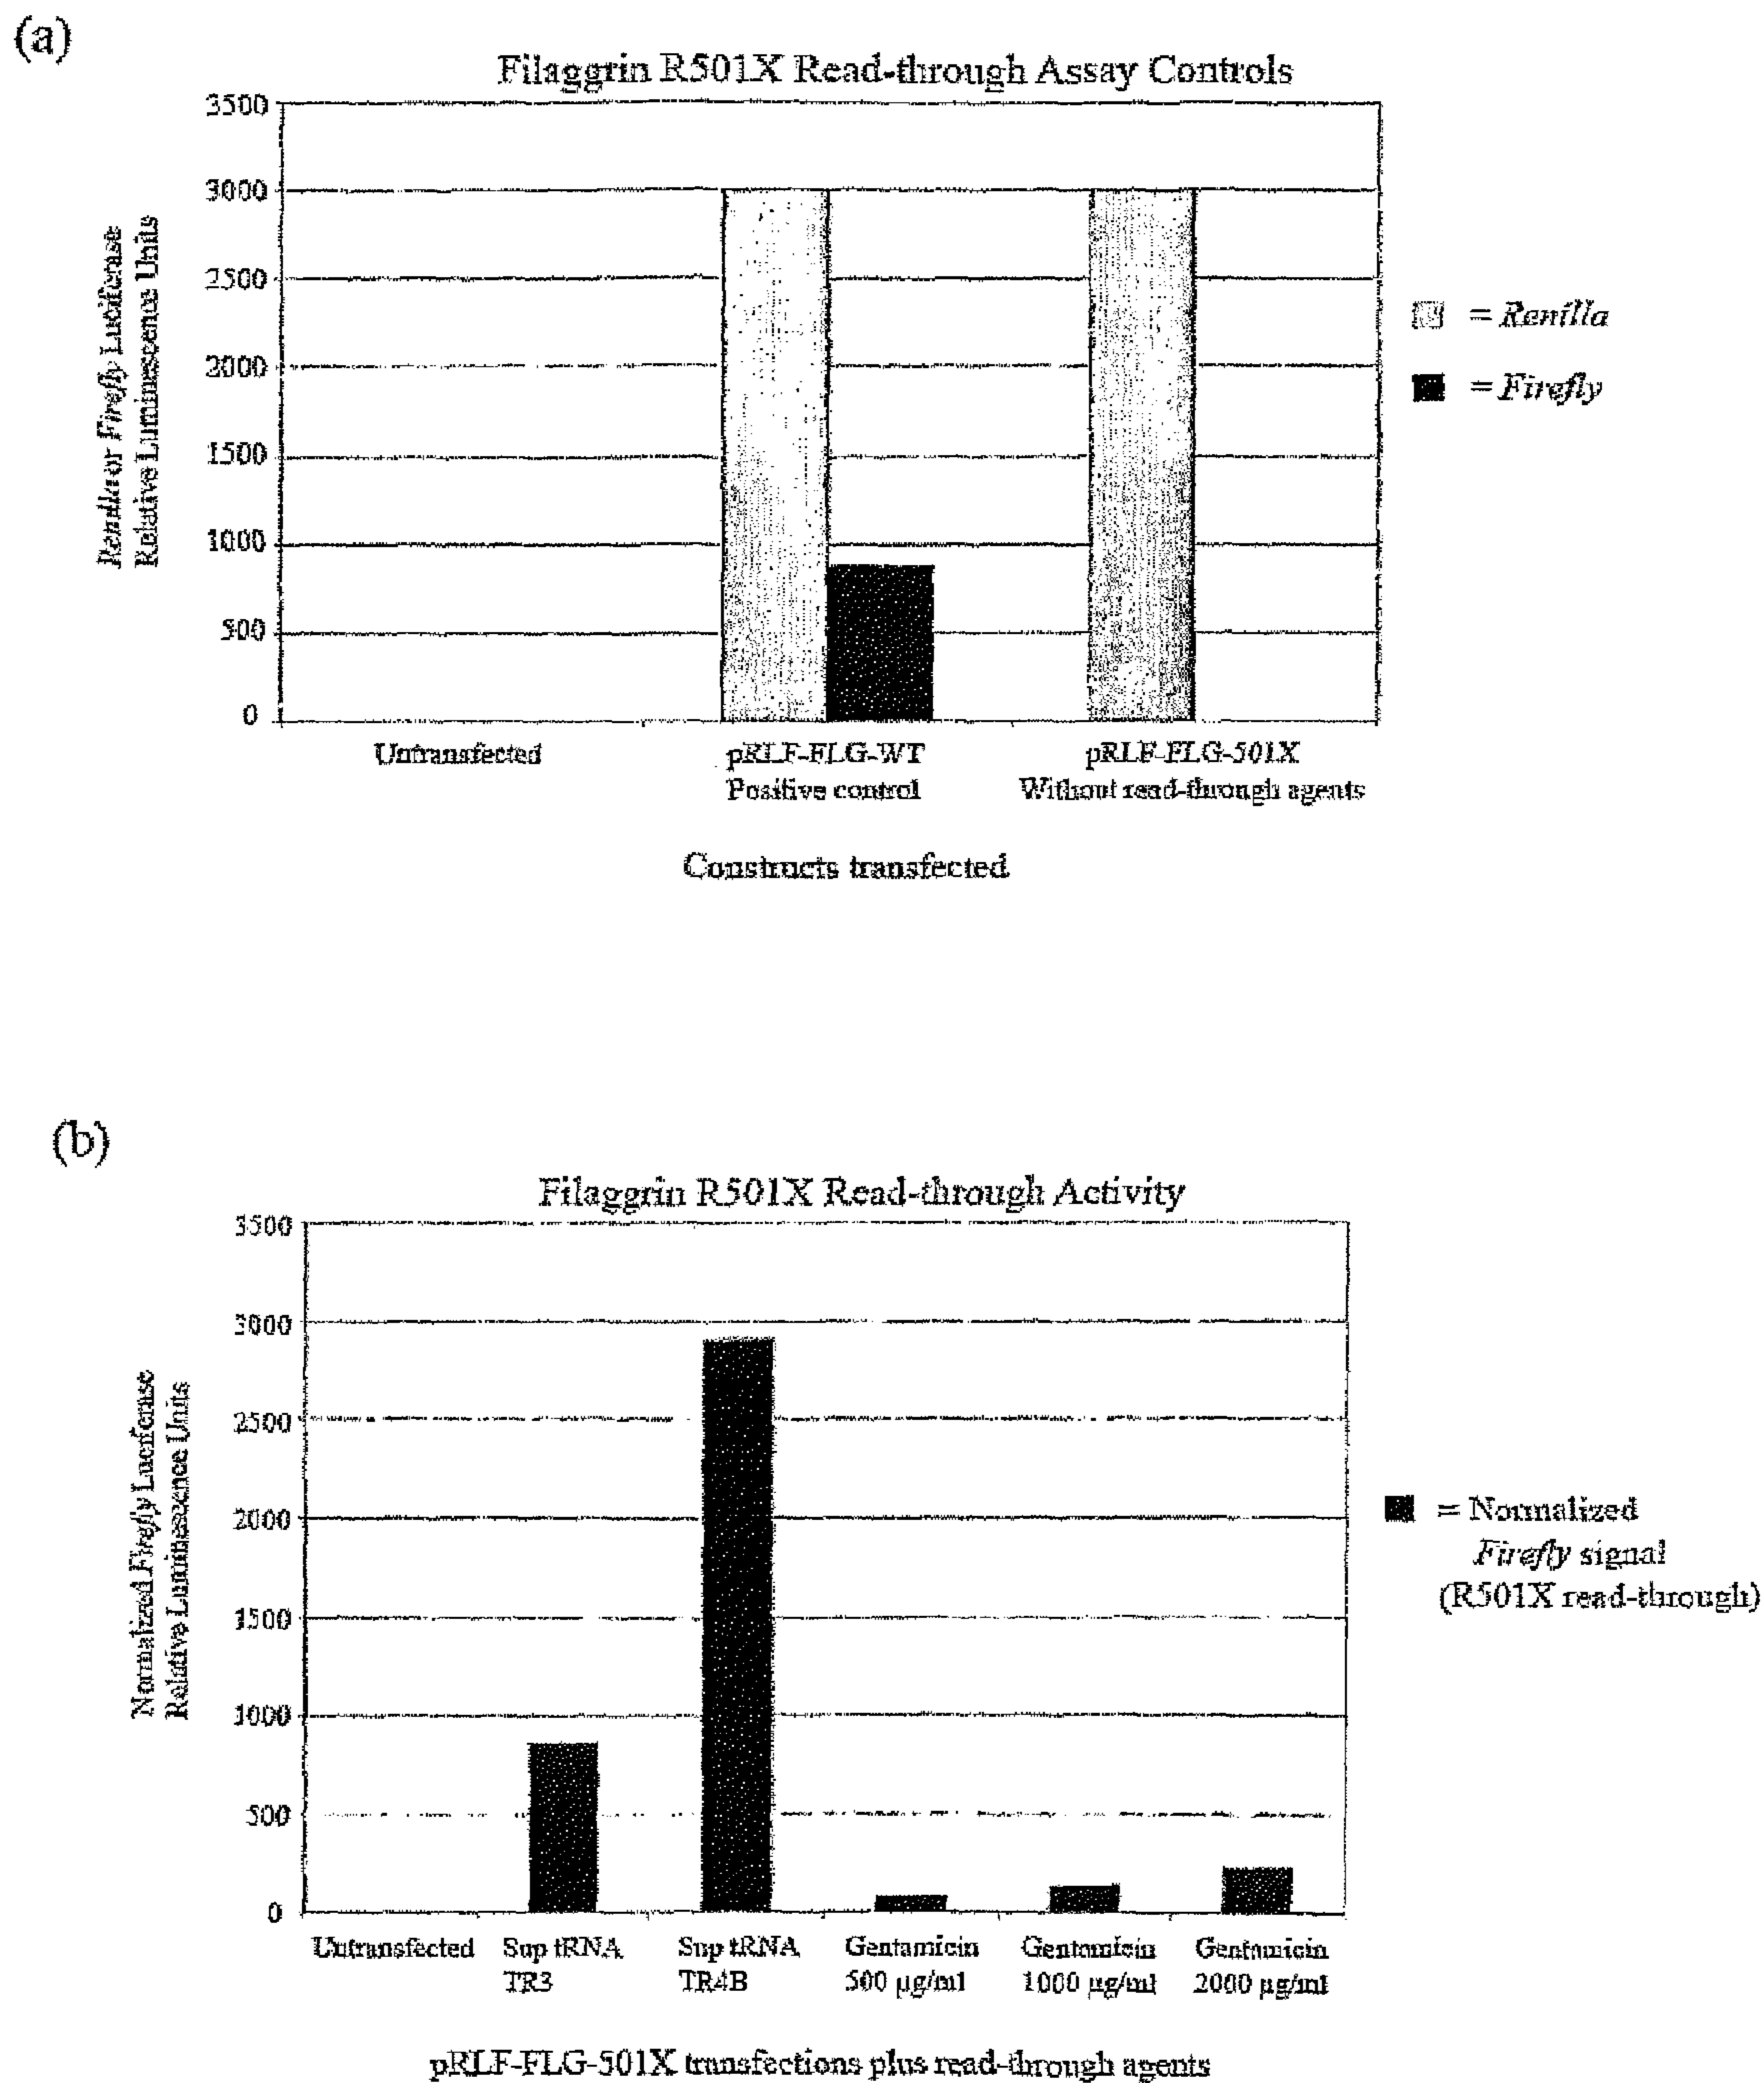 (a)
Filaggrin R501X Read-through Assay Controls
Renilla or Firefly Luciferase
Relative Luminescence Units
3500
3000
2500
2000
1500
1000
500
0
Untransfected
pRLF-FLG-WT
Positive control
pRLF-FLG-501X
Without read-through agents
Constructs transfected
= Renilla
= Firefly
(b)
Filaggrin R501X Read-through Activity
Normalized Firefly Luciferase
Relative Luminescence Units
3500
3000
2500
2000
1500
1000
500
0
Untransfected
Sup tRNA
TR3
Sup tRNA
TR4B
Gentamicin
500 µg/ml
Gentamicin
1000 µg/ml
Gentamicin
2000 µg/ml
pRLF-FLG-501X transfections plus read-through agents
= Normalized
Firefly signal
(R501X read-through)